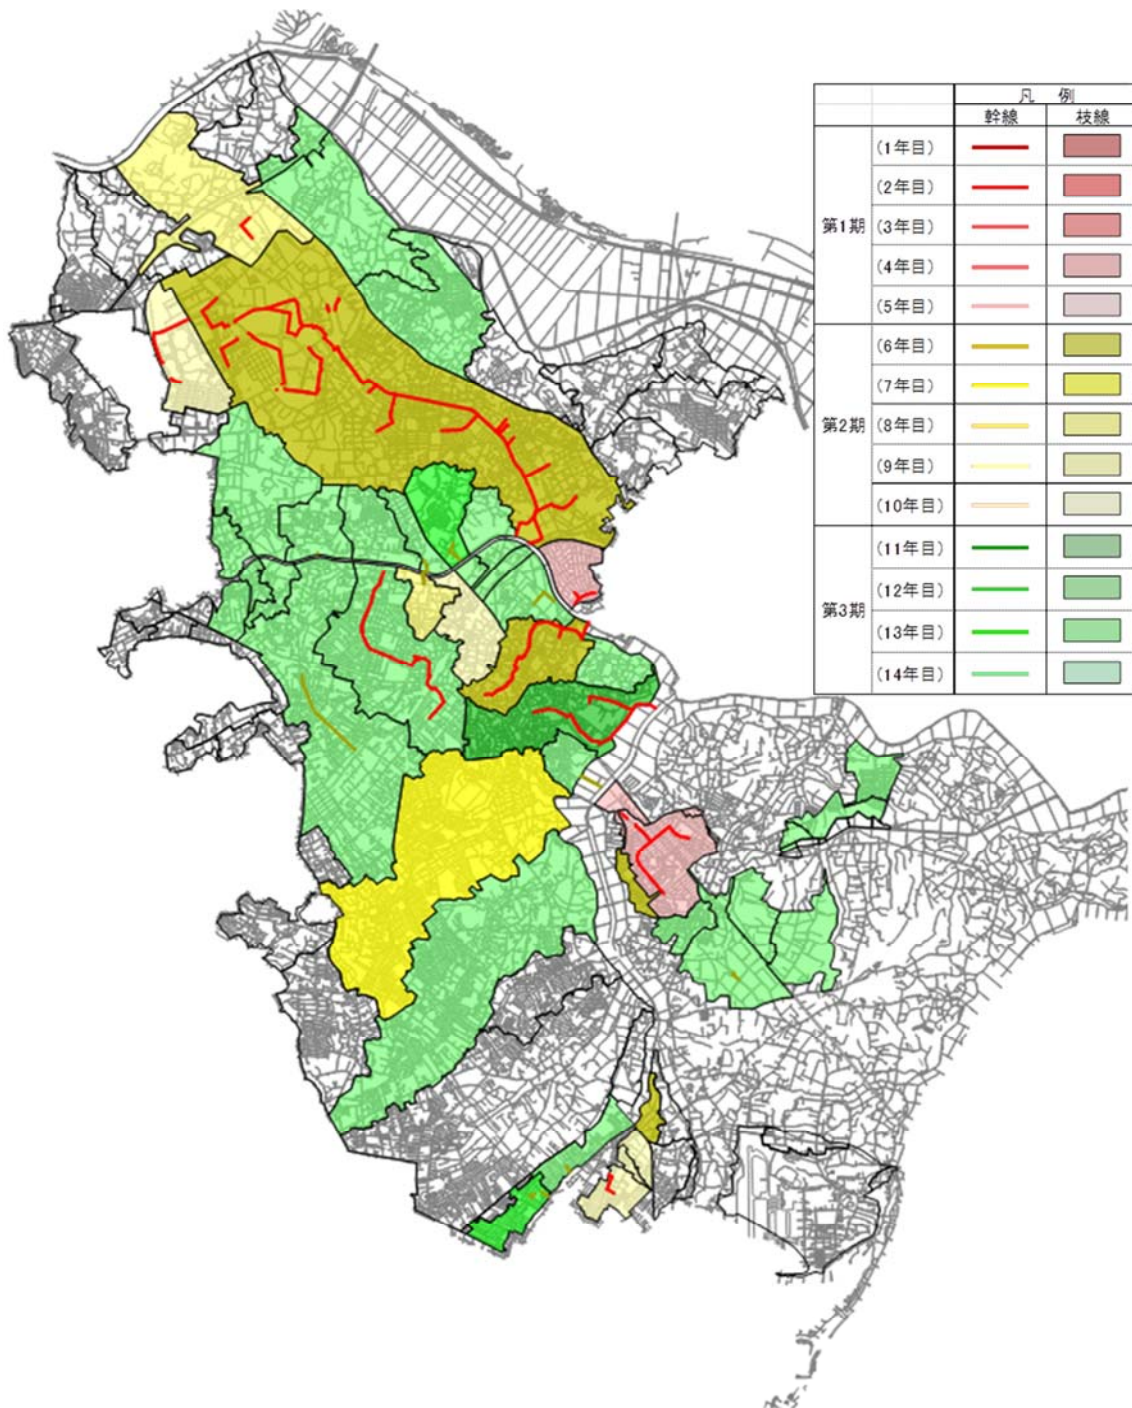 凡 例
幹線 枝線
第1期
(1年目)
(2年目)
(3年目)
(4年目)
(5年目)
第2期
(6年目)
(7年目)
(8年目)
(9年目)
(10年目)
第3期
(11年目)
(12年目)
(13年目)
(14年目)